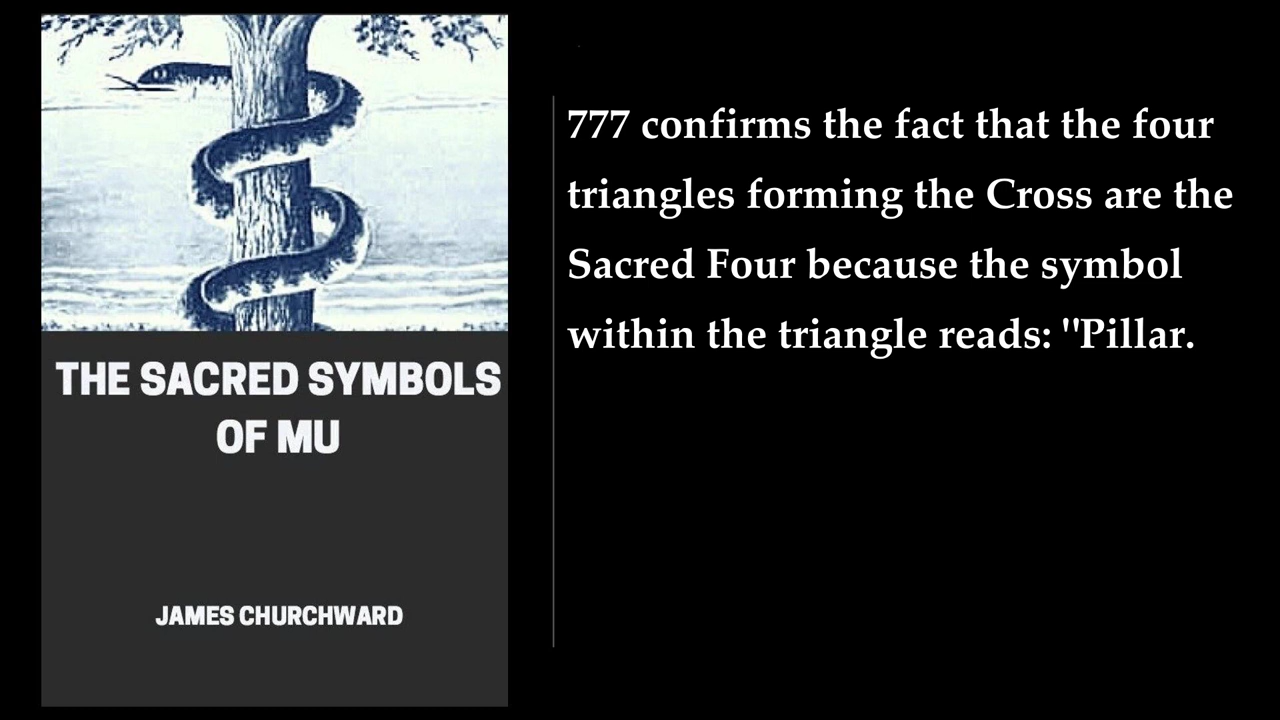 THE SACRED SYMBOLS
OF MU
JAMES CHURCHWARD
777 confirms the fact that the four
triangles forming the Cross are the
Sacred Four because the symbol
within the triangle reads: "Pillar.